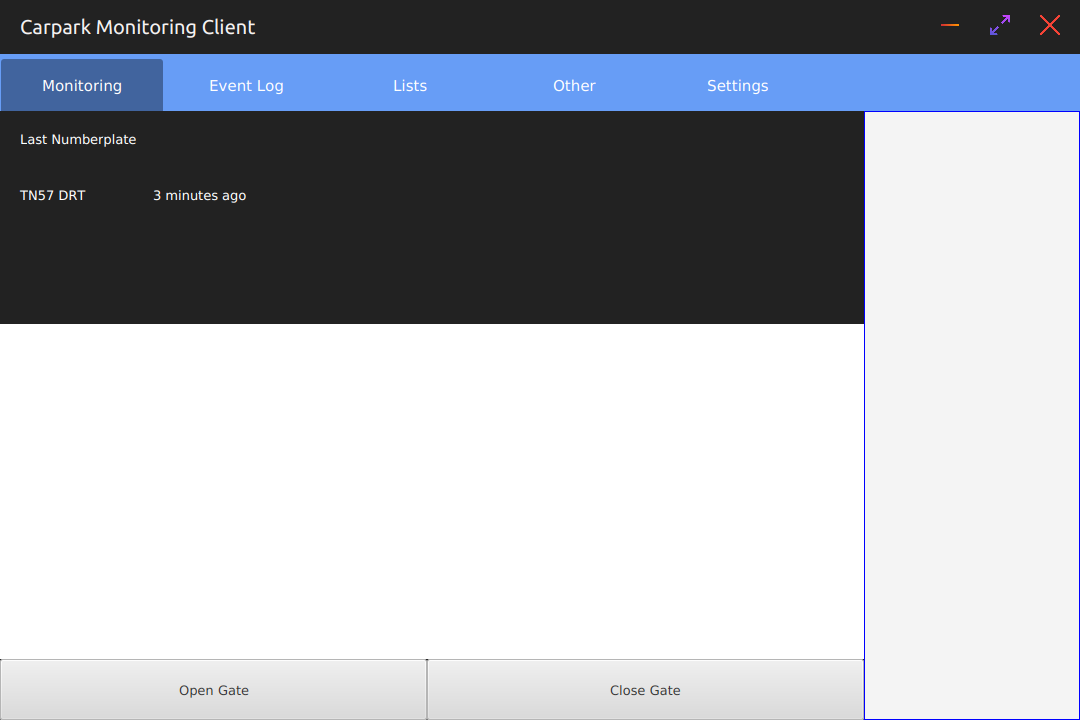 Carpark Monitoring Client
Monitoring Event Log Lists Other Settings
Last Numberplate
TN57 DRT 3 minutes ago
Open Gate Close Gate